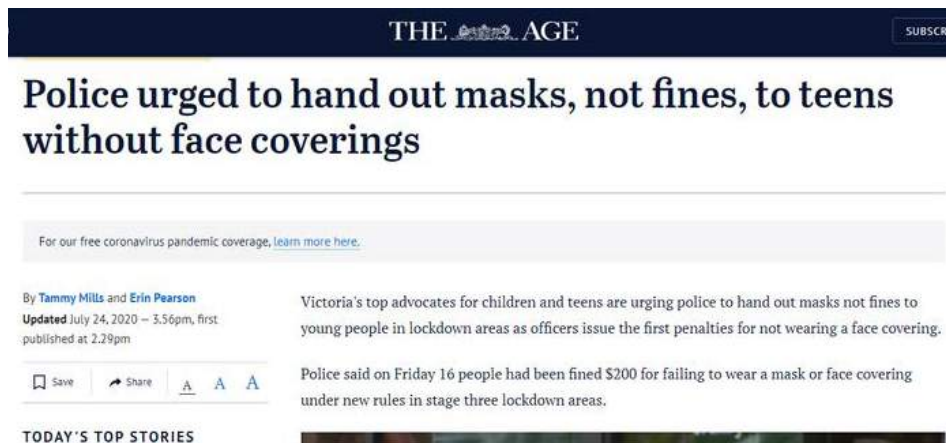 THE AGE
SUBSCR
Police urged to hand out masks, not fines, to teens
without face coverings
For our free coronavirus pandemic coverage, learn more here.
By Tammy Mills and Erin Pearson
Updated July 24, 2020 — 3.56pm, first
published at 2.29pm
Save Share A A A
Victoria's top advocates for children and teens are urging police to hand out masks not fines to
young people in lockdown areas as officers issue the first penalties for not wearing a face covering.
Police said on Friday 16 people had been fined $200 for failing to wear a mask or face covering
under new rules in stage three lockdown areas.
TODAY'S TOP STORIES